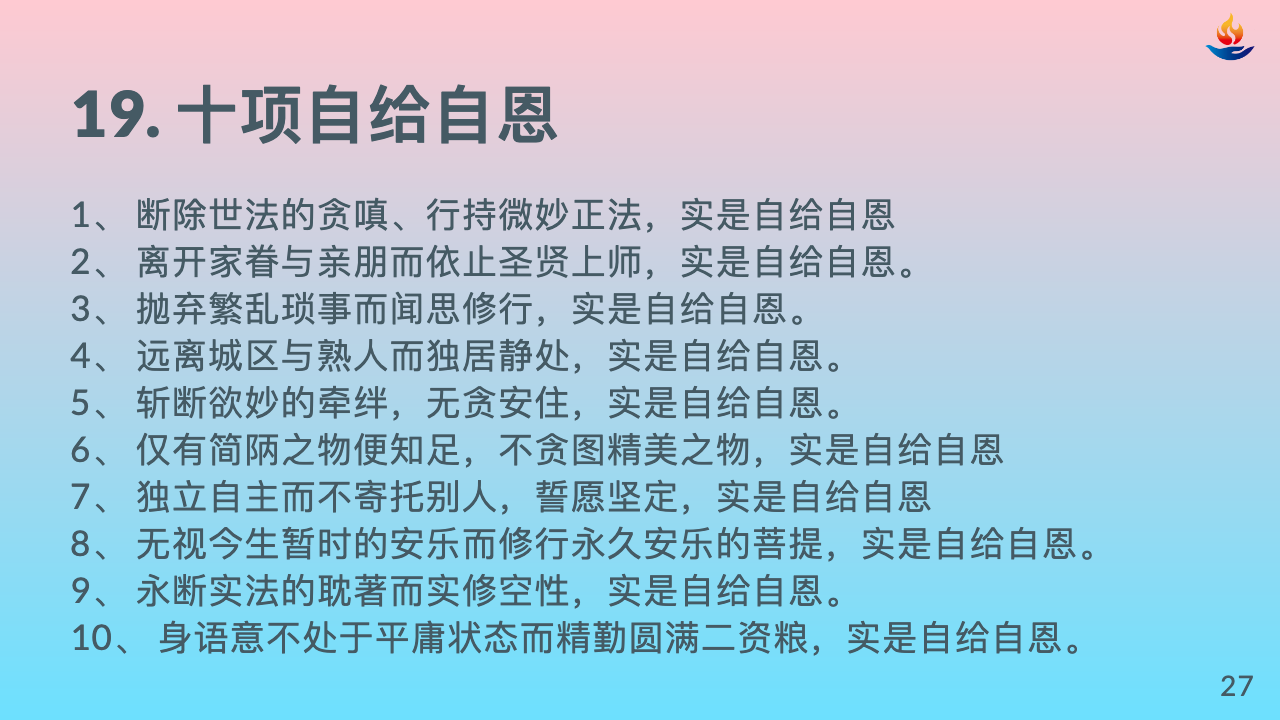 19. 十项自给自恩
1、 断除世法的贪嗔、行持微妙正法，实是自给自恩
2、 离开家眷与亲朋而依止圣贤上师，实是自给自恩。
3、 抛弃繁乱琐事而闻思修行，实是自给自恩。
4、 远离城区与熟人而独居静处，实是自给自恩。
5、 斩断欲妙的牵绊，无贪安住，实是自给自恩。
6、 仅有简陃之物便知足，不贪图精美之物，实是自给自恩
7、 独立自主而不寄托别人，誓愿坚定，实是自给自恩
8、 无视今生暂时的安乐而修行永久安乐的菩提，实是自给自恩。
9、 永断实法的耽著而实修空性，实是自给自恩。
10、 身语意不处于平庸状态而精勤圆满二资粮，实是自给自恩。
27